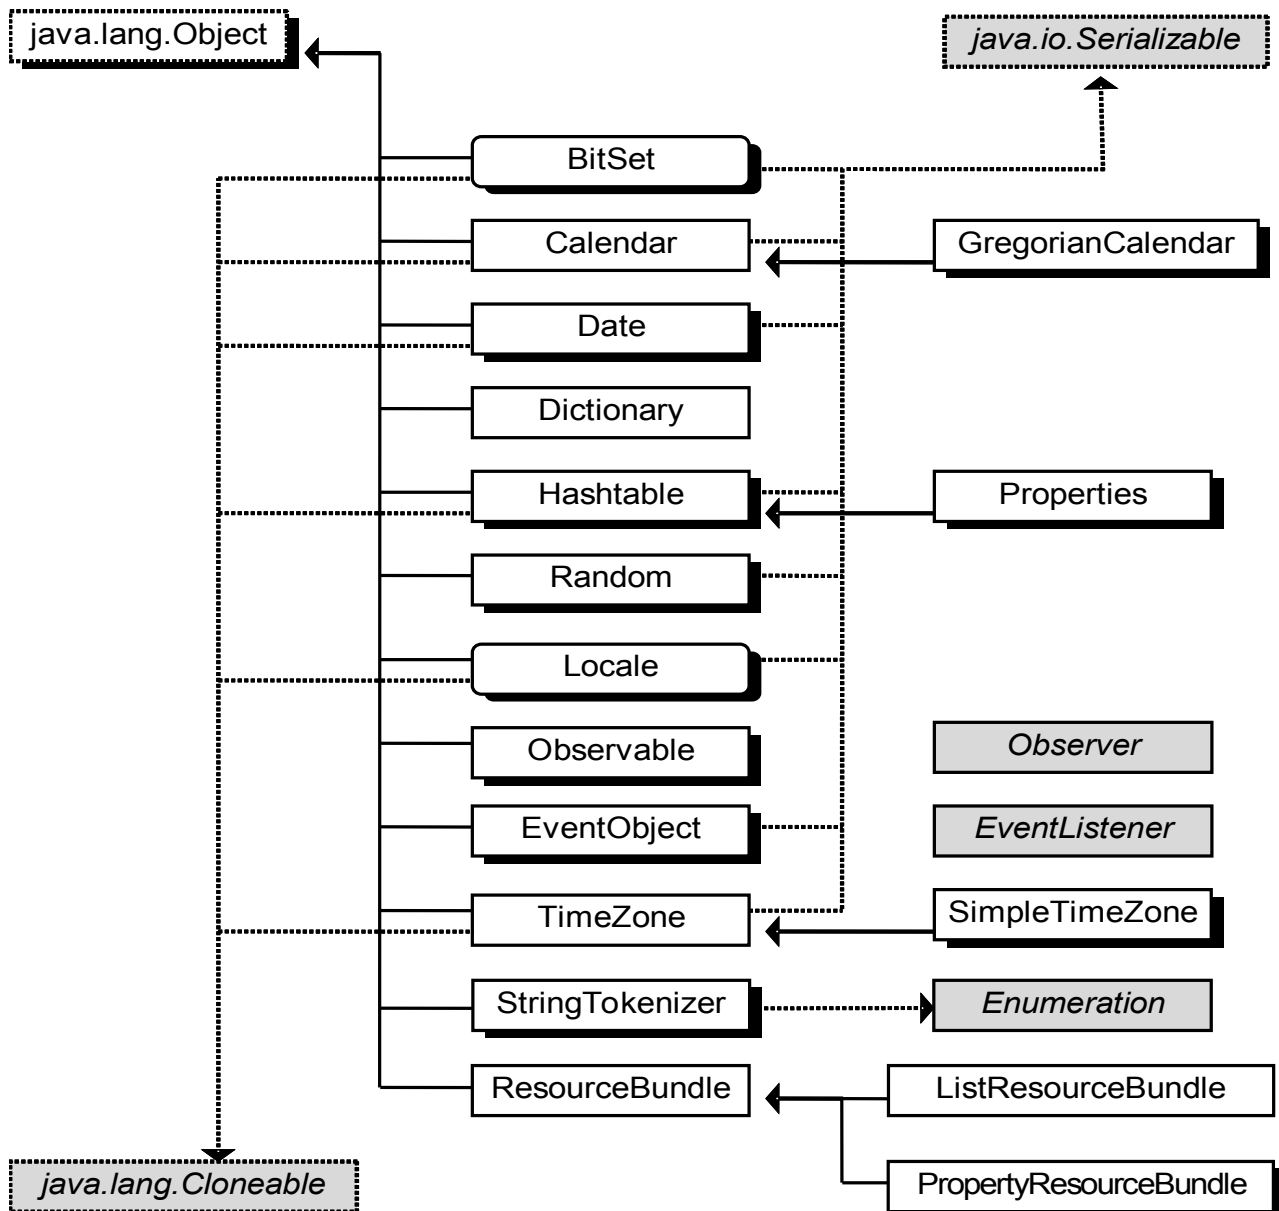 java.lang.Object
java.io.Serializable
BitSet
Calendar
GregorianCalendar
Date
Dictionary
Hashtable
Properties
Random
Locale
Observable
Observer
EventObject
EventListener
TimeZone
SimpleTimeZone
StringTokenizer
Enumeration
ResourceBundle
ListResourceBundle
java.lang.Cloneable
PropertyResourceBundle